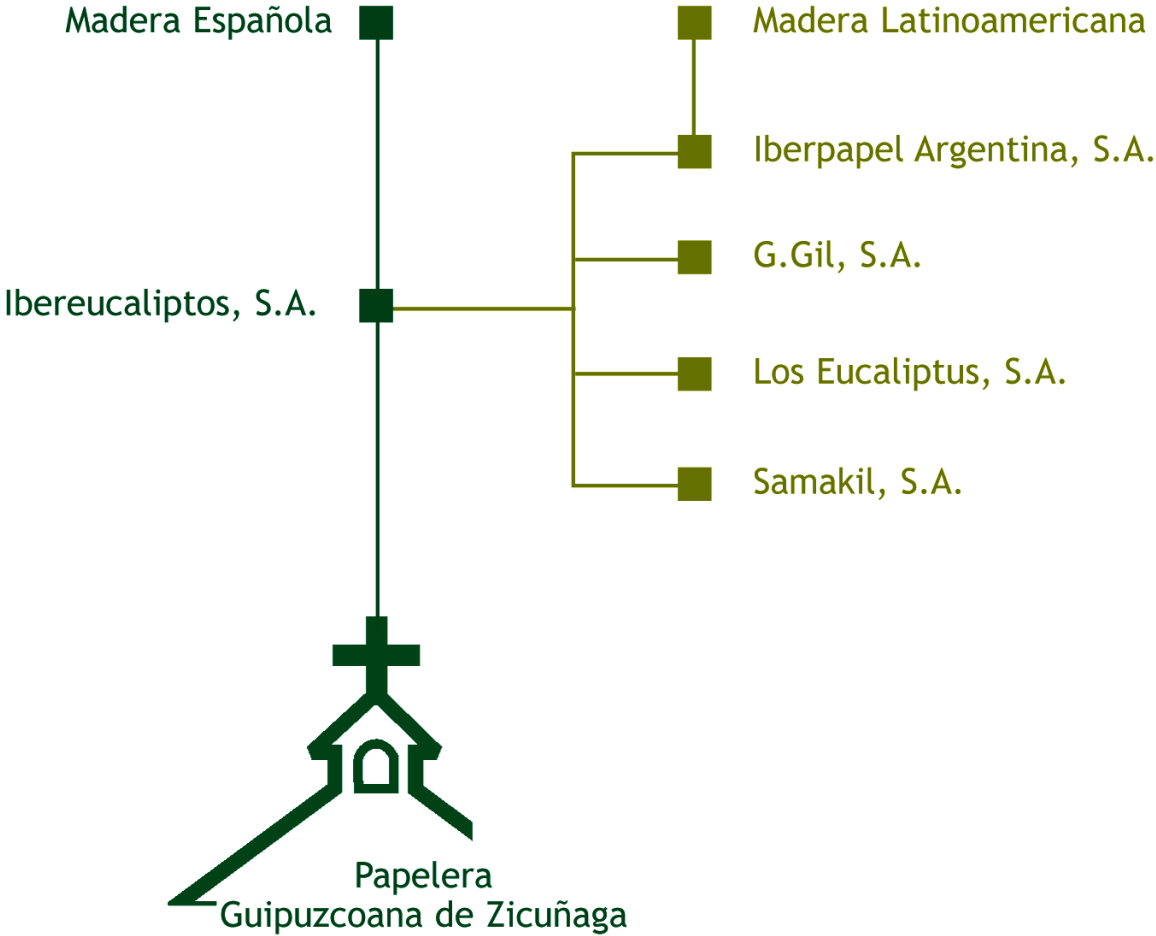 Madera Española
Madera Latinoamericana
Iberpapel Argentina, S.A.
G.Gil, S.A.
Ibereucaliptos, S.A.
Los Eucaliptus, S.A.
Samakil, S.A.
Papelera
Guipuzcoana de Zicuñaga